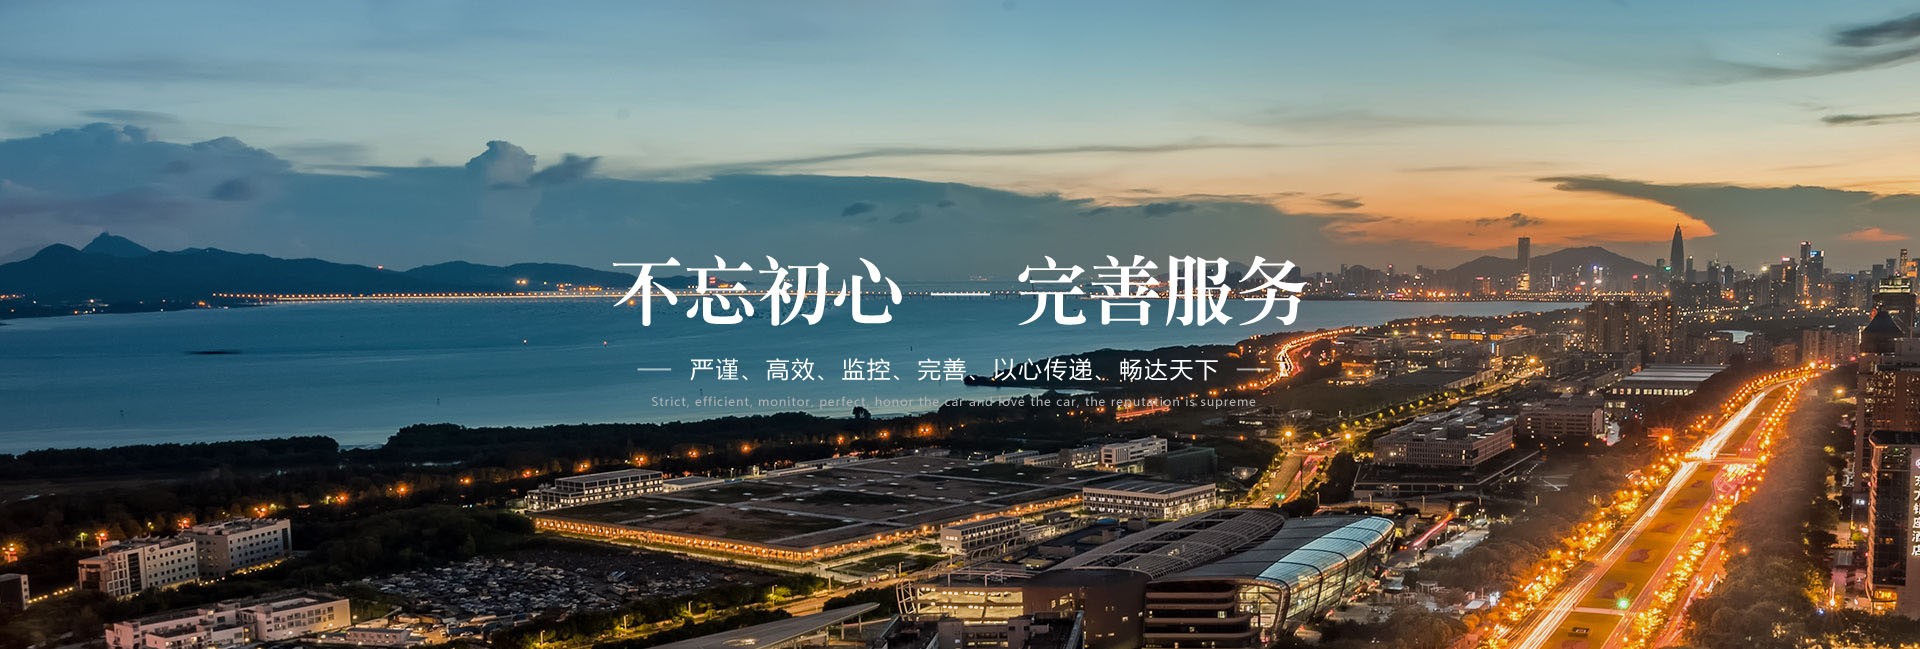 不忘初心 — 完善服务
— 严谨、高效、监控、完善、以心传递、畅达天下 —
Strict, efficient, monitor, perfect, honor the car and love the car, the reputation is supreme